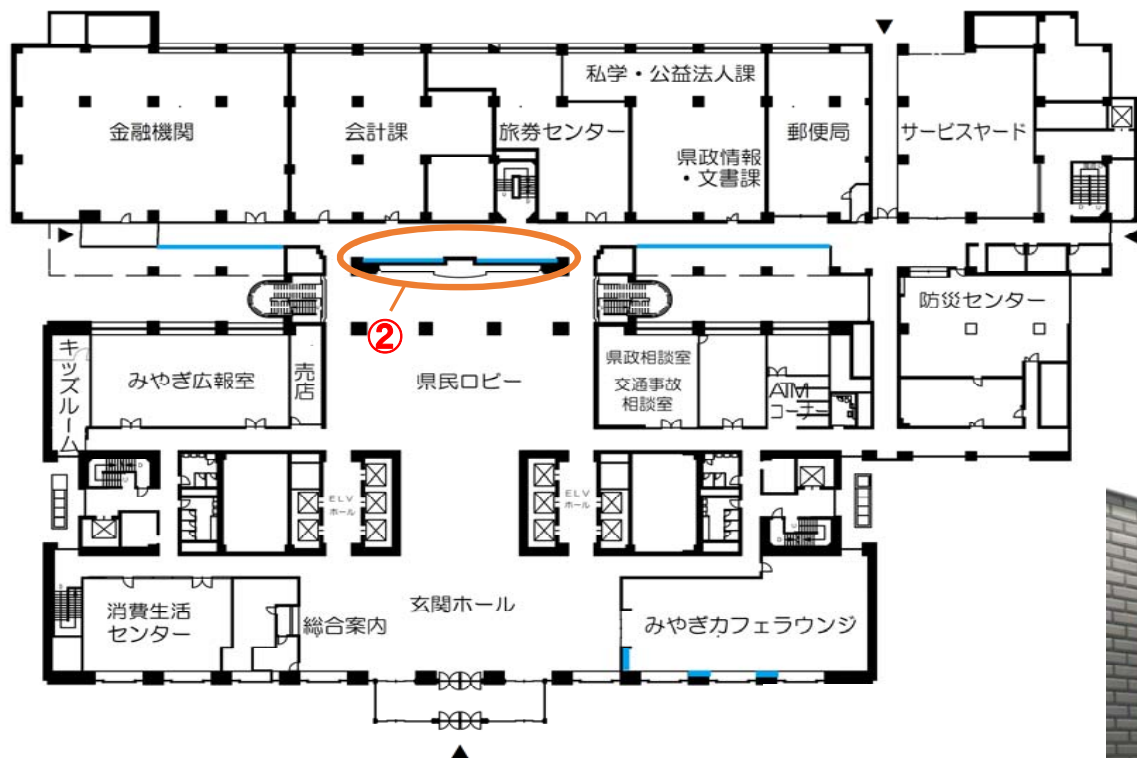 私学・公益法人課
金融機関
会計課
旅券センター
郵便局
サービスヤード
県政情報
・文書課
②
防災センター
キッズルーム
みやぎ広報室
売店
県民ロビー
県政相談室
交通事故
相談室
ATM
コーナー
ELV
ホール
ELV
ホール
消費生活
センター
総合案内
玄関ホール
みやぎカフェラウンジ